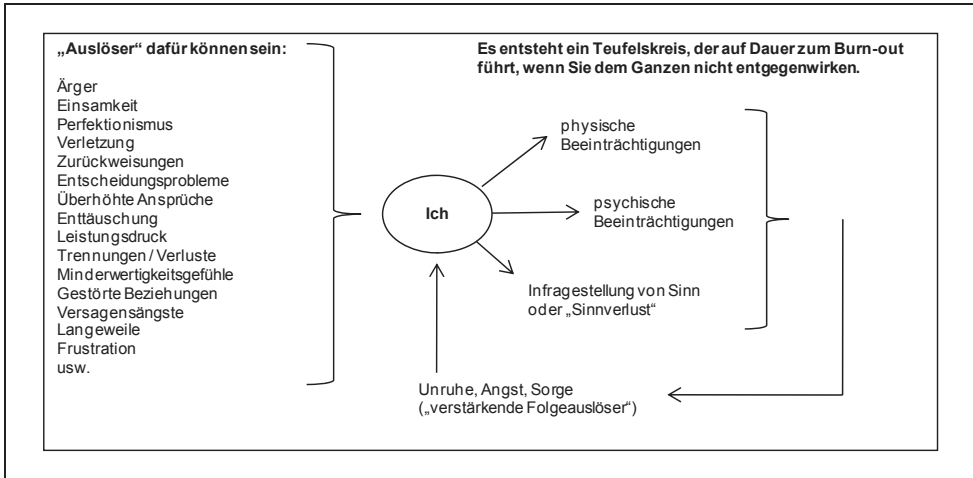 „Auslöser“ dafür können sein:
Ärger
Einsamkeit
Perfektionismus
Verletzung
Zurückweisungen
Entscheidungsprobleme
Überhöhte Ansprüche
Enttäuschung
Leistungsdruck
Trennungen / Verluste
Minderwertigkeitsgefühle
Gestörte Beziehungen
Versagensängste
Langeweile
Frustration
usw.
Es entsteht ein Teufelskreis, der auf Dauer zum Burn-out
führt, wenn Sie dem Ganzen nicht entgegenwirken.
Ich
physische
Beeinträchtigungen
psychische
Beeinträchtigungen
Infragestellung von Sinn
oder „Sinnverlust“
Unruhe, Angst, Sorge
(„verstärkende Folgeauslöser“)